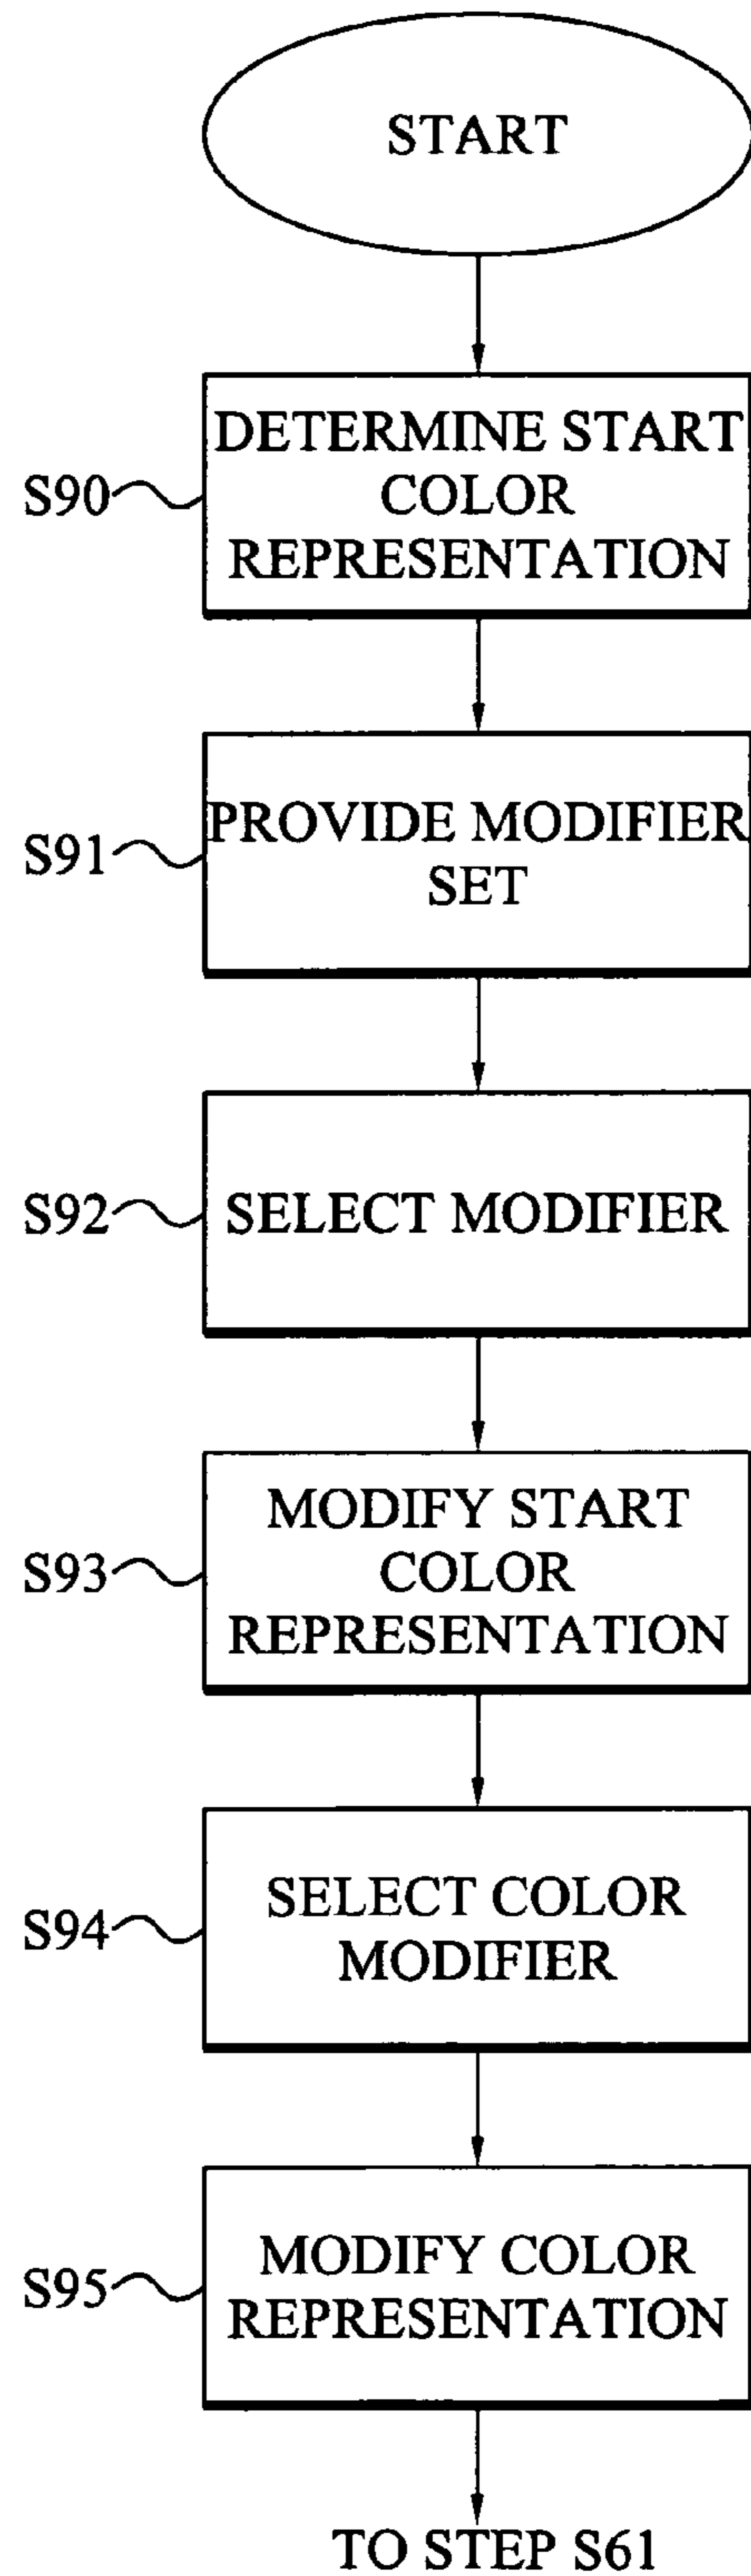 START
DETERMINE START
COLOR
REPRESENTATION
S90
PROVIDE MODIFIER
SET
S91
SELECT MODIFIER
S92
MODIFY START
COLOR
REPRESENTATION
S93
SELECT COLOR
MODIFIER
S94
MODIFY COLOR
REPRESENTATION
S95
TO STEP S61